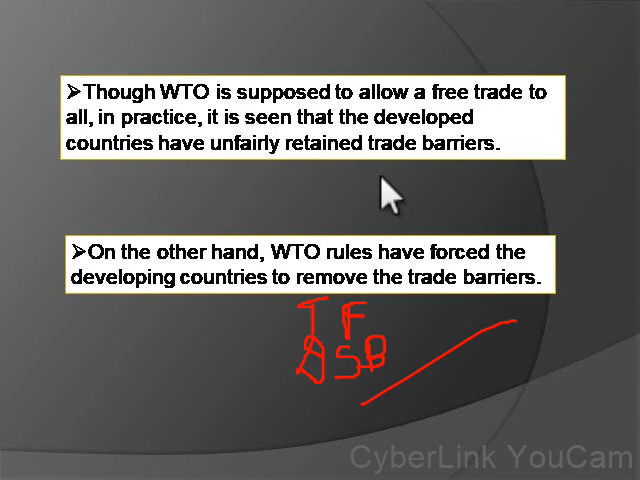 ➢Though WTO is supposed to allow a free trade to
all, in practice, it is seen that the developed
countries have unfairly retained trade barriers.
➢On the other hand, WTO rules have forced the
developing countries to remove the trade barriers.
CyberLink YouCam